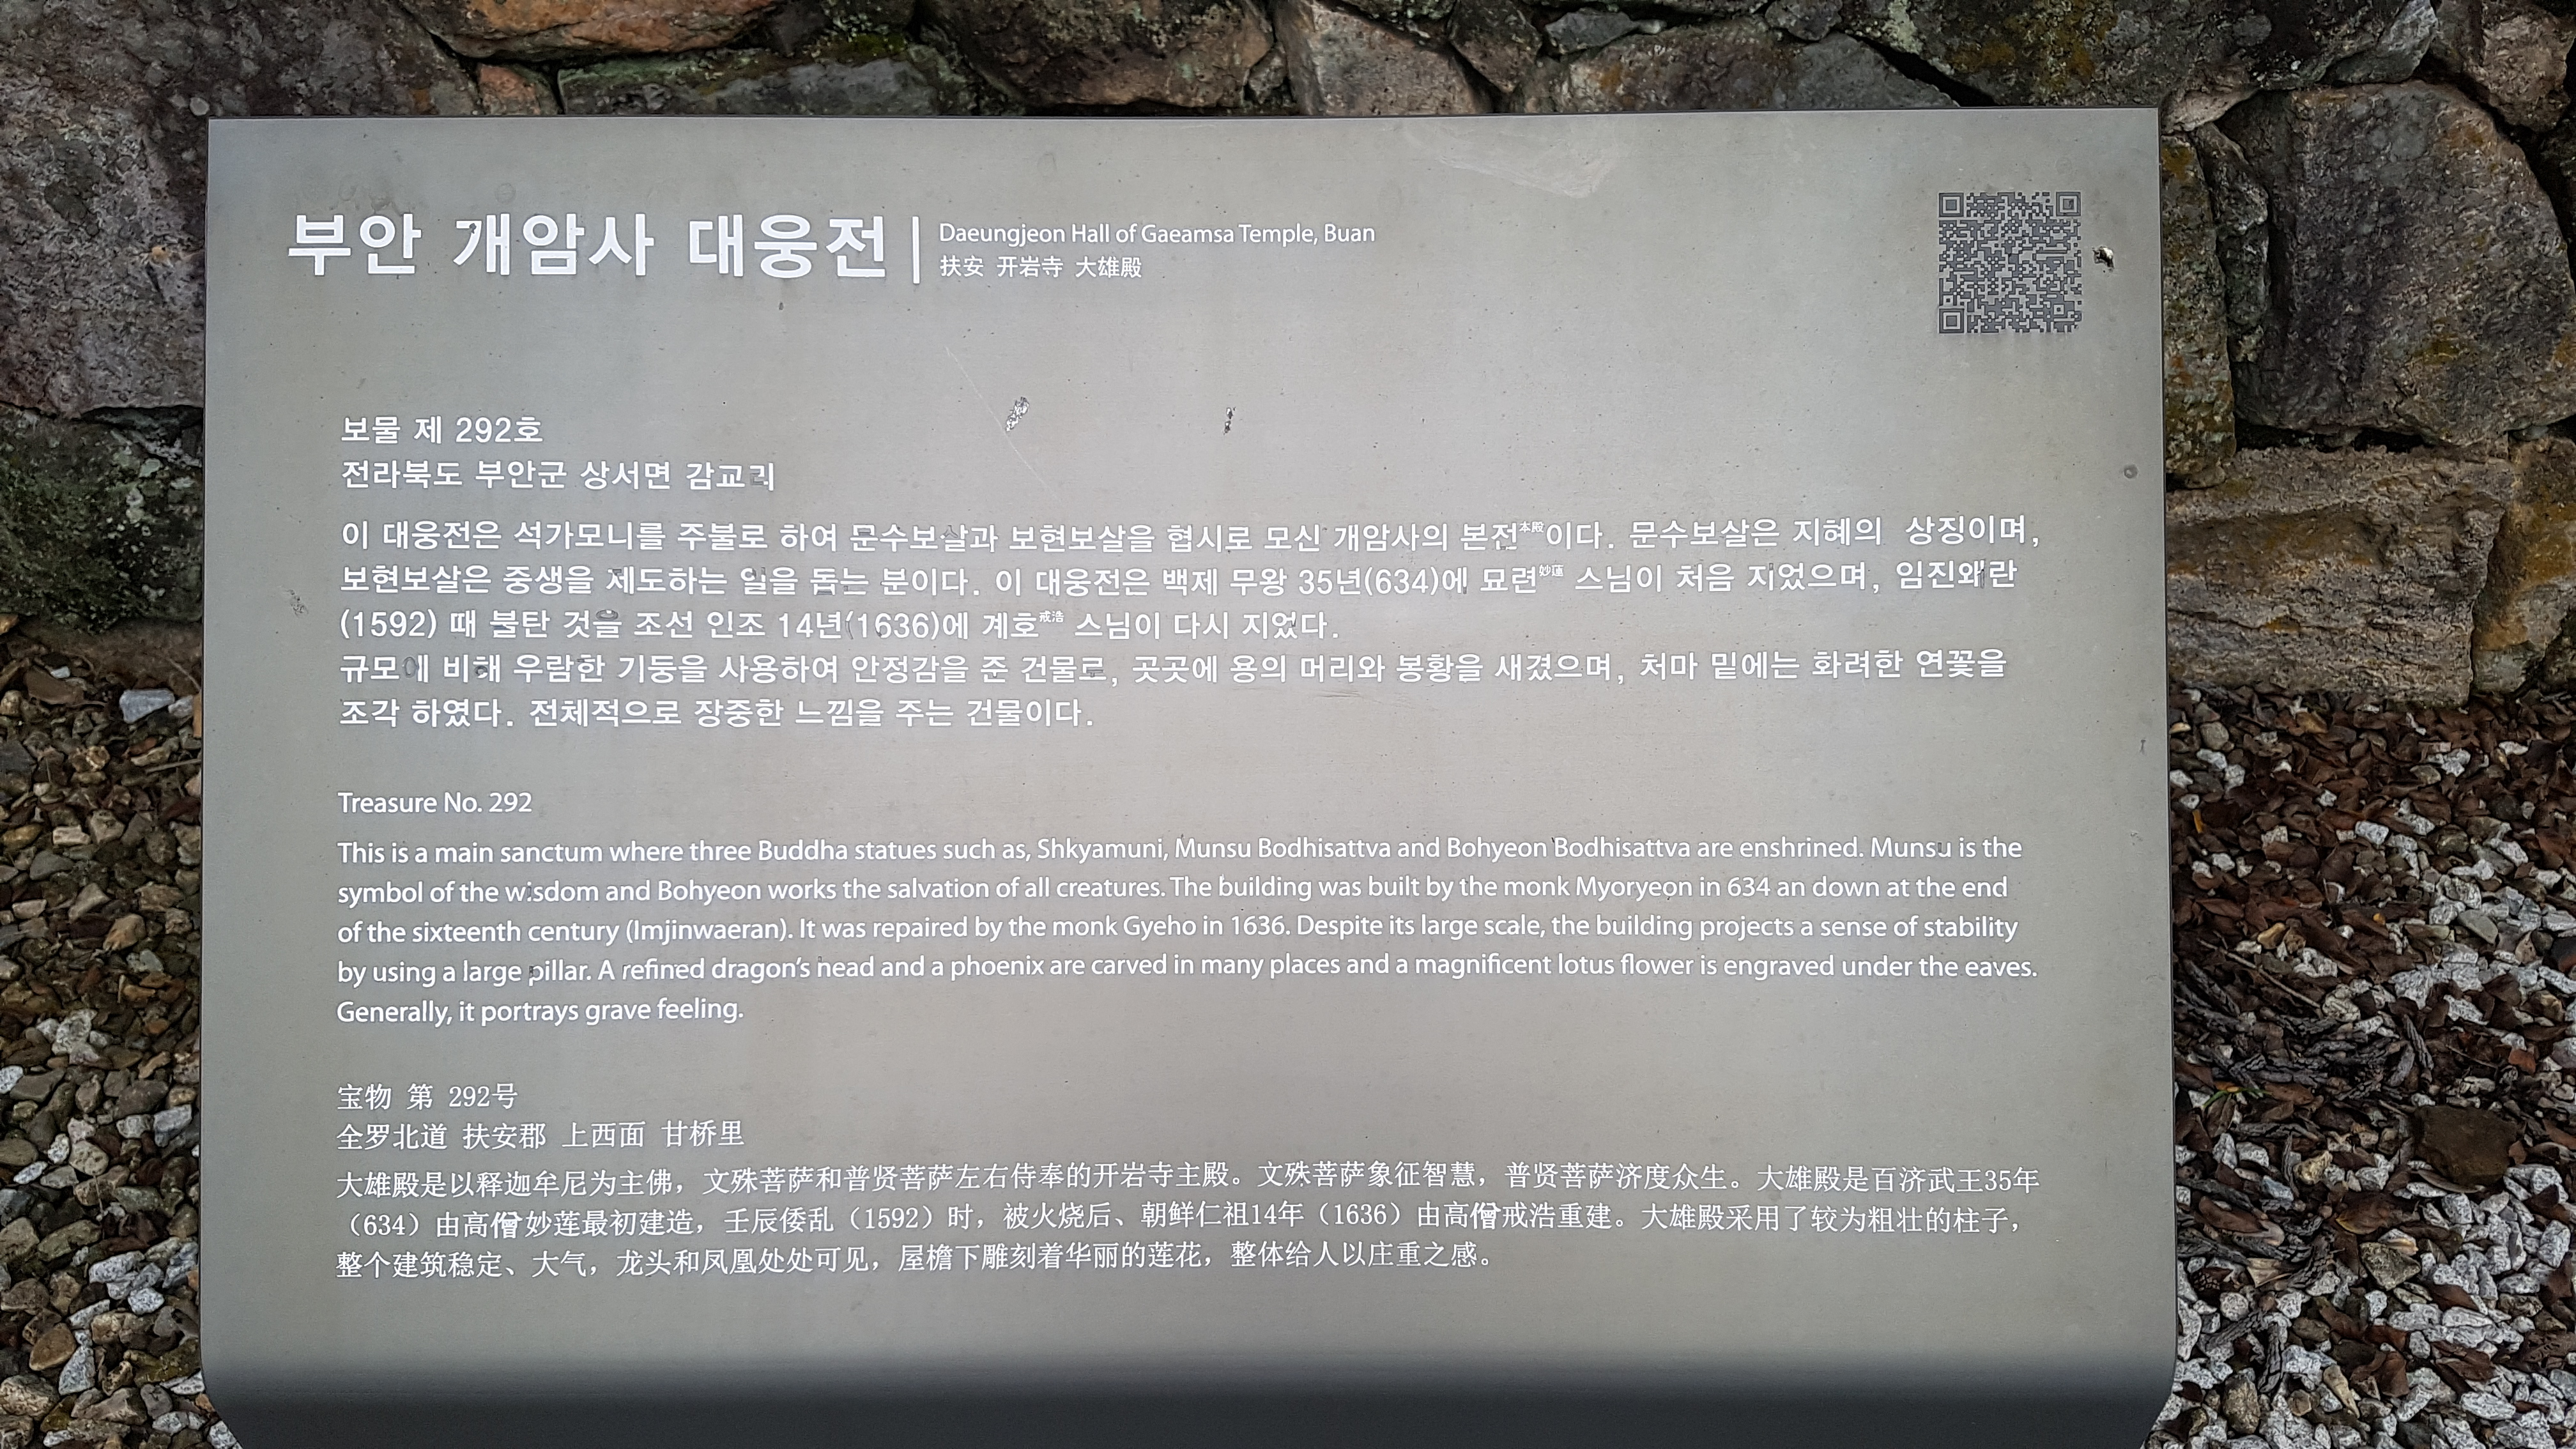 부안 개암사 대웅전
Daeungjeon Hall of Gaeamsa Temple, Buan
扶安 开岩寺 大雄殿
보물 제 292호
전라북도 부안군 상서면 감교리
이 대웅전은 석가모니를 주불로 하여 문수보살과 보현보살을 협시로 모신 개암사의 본전本殿이다. 문수보살은 지혜의 상징이며,
보현보살은 중생을 제도하는 일을 돕는 분이다. 이 대웅전은 백제 무왕 35년(634)에 묘련妙蓮 스님이 처음 지었으며, 임진왜란
(1592) 때 불탄 것을 조선 인조 14년(1636)에 계호戒浩 스님이 다시 지었다.
규모에 비해 우람한 기둥을 사용하여 안정감을 준 건물로, 곳곳에 용의 머리와 봉황을 새겼으며, 처마 밑에는 화려한 연꽃을
조각 하였다. 전체적으로 장중한 느낌을 주는 건물이다.
Treasure No. 292
This is a main sanctum where three Buddha statues such as, Shkyamuni, Munsu Bodhisattva and Bohyeon Bodhisattva are enshrined. Munsu is the
symbol of the wisdom and Bohyeon works the salvation of all creatures. The building was built by the monk Myoryeon in 634 an down at the end
of the sixteenth century (Imjinwaeran). It was repaired by the monk Gyeho in 1636. Despite its large scale, the building projects a sense of stability
by using a large pillar. A refined dragon's head and a phoenix are carved in many places and a magnificent lotus flower is engraved under the eaves.
Generally, it portrays grave feeling.
宝物 第 292号
全罗北道 扶安郡 上西面 甘桥里
大雄殿是以释迦牟尼为主佛，文殊菩萨和普贤菩萨左右侍奉的开岩寺主殿。文殊菩萨象征智慧，普贤菩萨济度众生。大雄殿是百济武王35年
（634）由高僧妙莲最初建造，壬辰倭乱（1592）时，被火烧后、朝鲜仁祖14年（1636）由高僧戒浩重建。大雄殿采用了较为粗壮的柱子，
整个建筑稳定、大气，龙头和凤凰处处可见，屋檐下雕刻着华丽的莲花，整体给人以庄重之感。